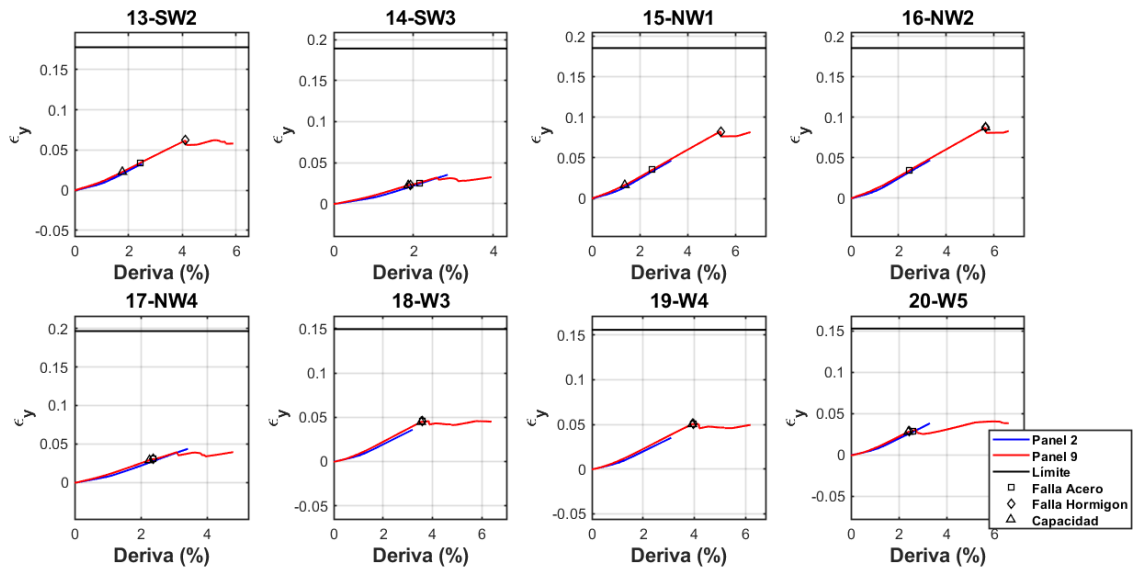 13-SW2
14-SW3
15-NW1
16-NW2
0.15
0.1
0.05
0
-0.05
ϵy
0 2 4 6
Deriva (%)
0.2
0.15
0.1
0.05
0
ϵy
0 2 4
Deriva (%)
0.2
0.15
0.1
0.05
0
ϵy
0 2 4 6
Deriva (%)
0.2
0.15
0.1
0.05
0
ϵy
0 2 4 6
Deriva (%)
17-NW4
18-W3
19-W4
20-W5
0.2
0.15
0.1
0.05
0
ϵy
0 2 4
Deriva (%)
0.15
0.1
0.05
0
-0.05
ϵy
0 2 4 6
Deriva (%)
0.15
0.1
0.05
0
-0.05
ϵy
0 2 4 6
Deriva (%)
0.15
0.1
0.05
0
-0.05
ϵy
0 2 4 6
Deriva (%)
Panel 2
Panel 9
Límite
Falla Acero
Falla Hormigon
Capacidad